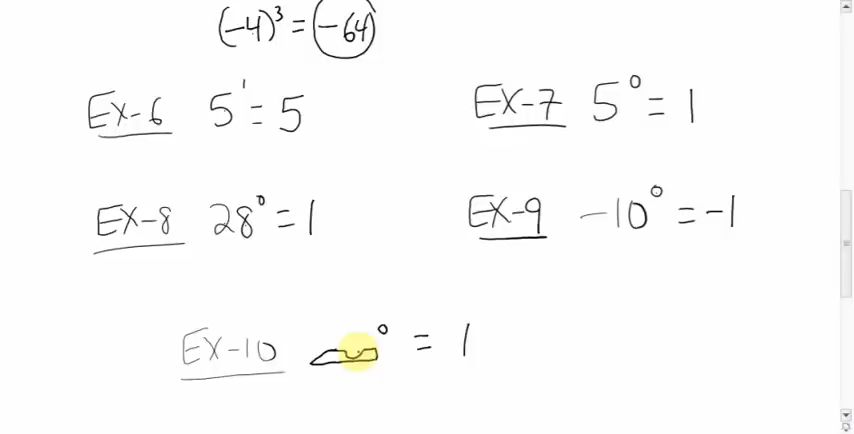 (-4)³ = -64
Ex-6 5¹ = 5 Ex-7 5⁰ = 1
Ex-8 28⁰ = 1 Ex-9 -10⁰ = -1
Ex-10 ⁰ = 1